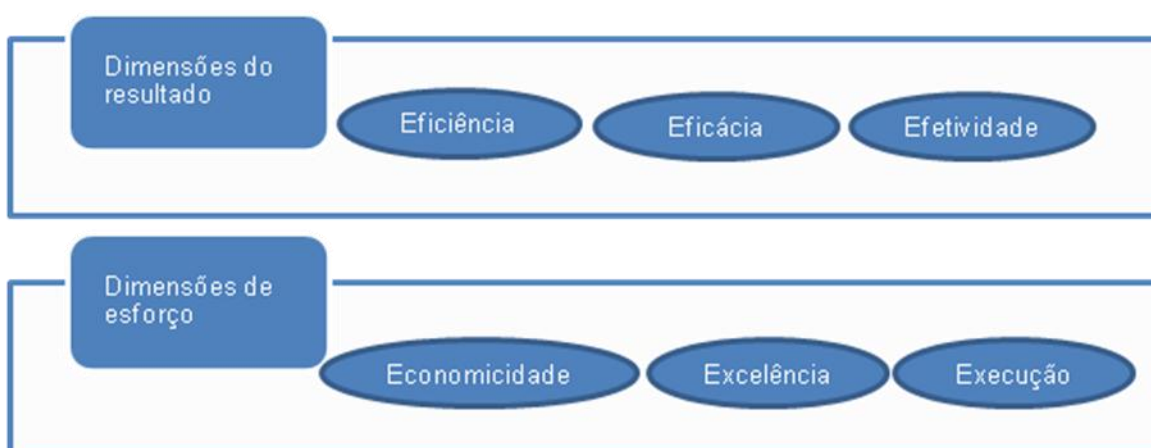 Dimensões do
resultado
Eficiência
Eficácia
Efetividade
Dimensões de
esforço
Economicidade
Excelência
Execução